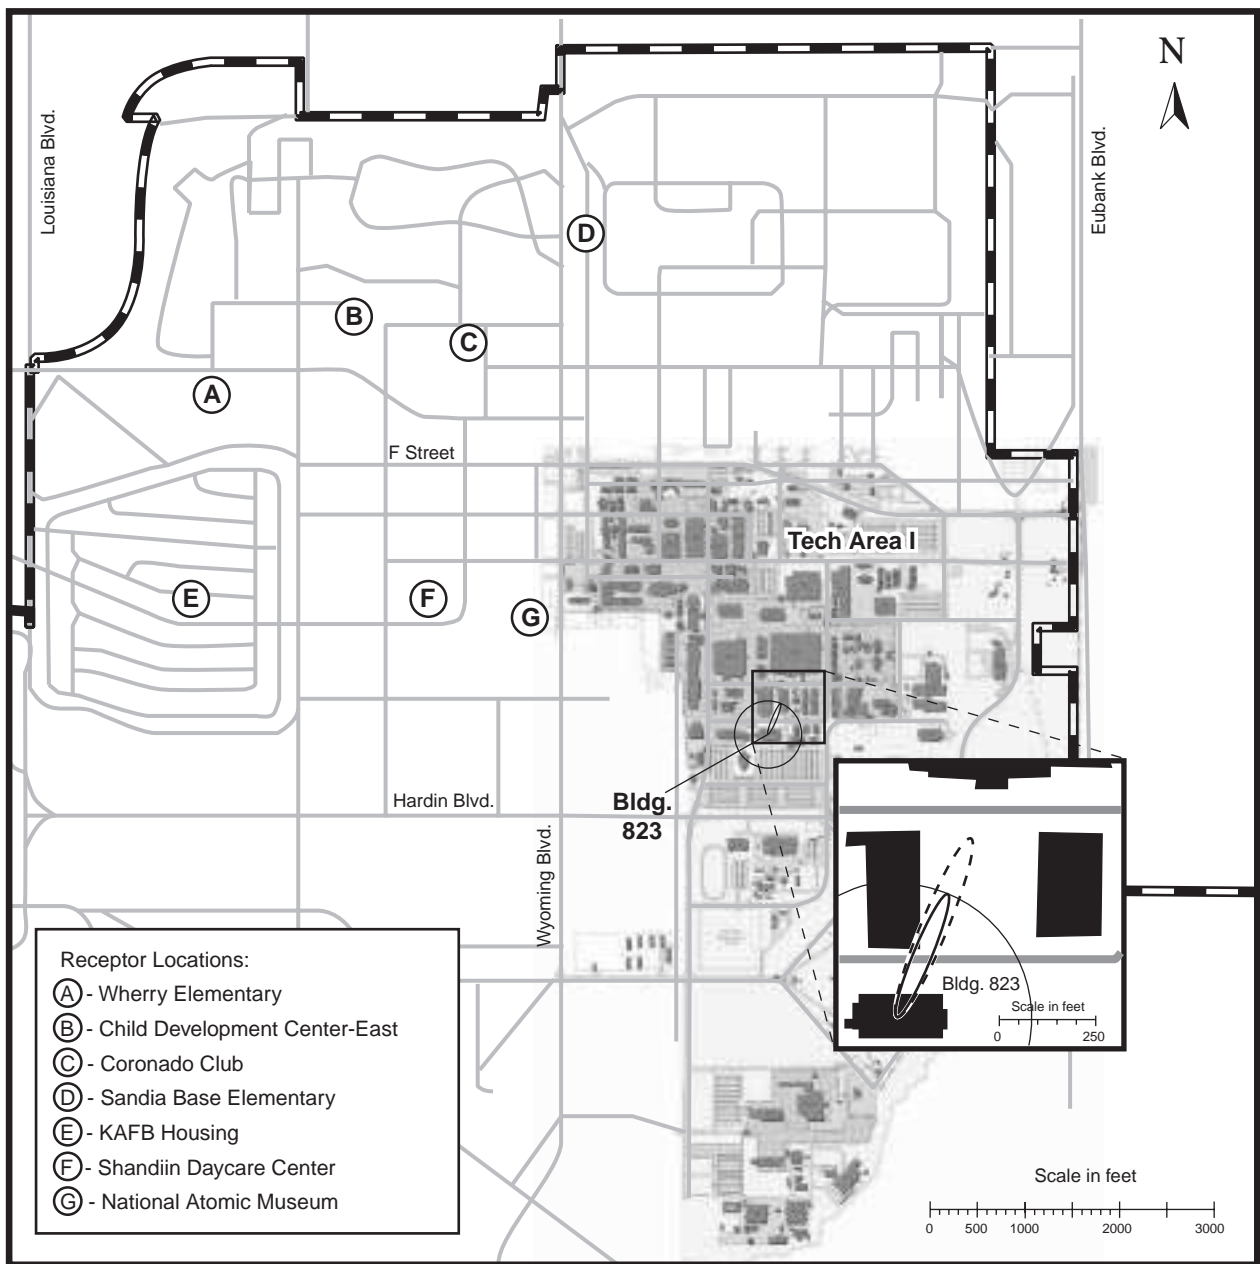 N
Louisiana Blvd.
Eubank Blvd.
D
B
C
A
F Street
Tech Area I
E
F
G
Bldg.
823
Hardin Blvd.
Wyoming Blvd.
Bldg. 823
Scale in feet
0 250
Receptor Locations:
A - Wherry Elementary
B - Child Development Center-East
C - Coronado Club
D - Sandia Base Elementary
E - KAFB Housing
F - Shandiin Daycare Center
G - National Atomic Museum
Scale in feet
0 500 1000 2000 3000